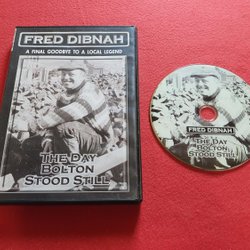 FRED DIBNAH
A FINAL GOODBYE TO A LOCAL LEGEND
THE DAY
BOLTON
STOOD STILL
FRED DIBNAH
THE DAY
BOLTON
STOOD STILL